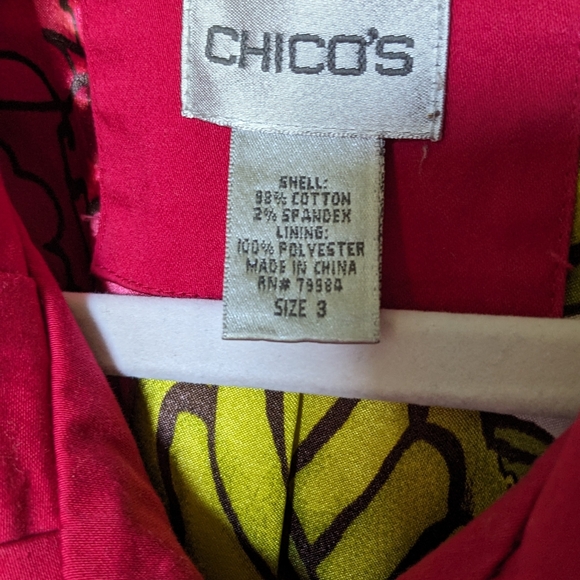 CHICO'S
SHELL:
98% COTTON
2% SPANDEX
LINING:
100% POLYESTER
MADE IN CHINA
RN# 79984
SIZE 3